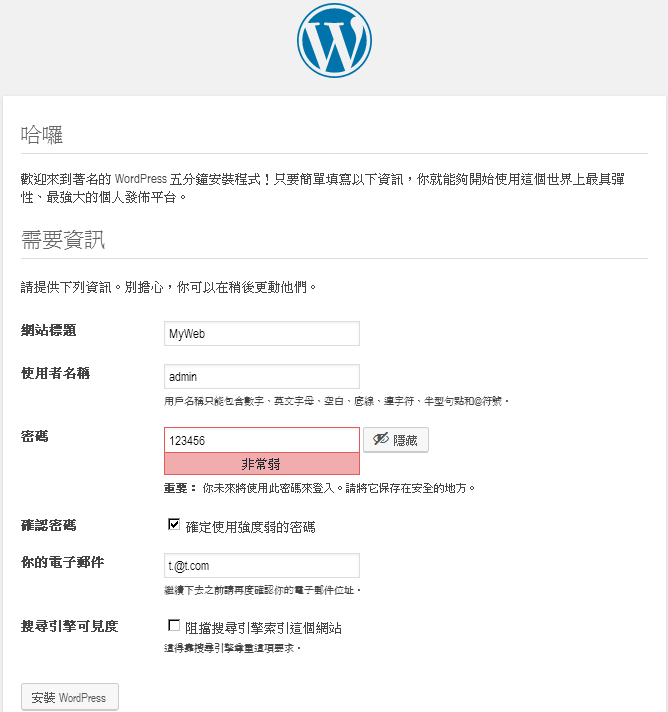 哈囉
歡迎來到著名的 WordPress 五分鐘安裝程式！只要簡單填寫以下資訊，你就能夠開始使用這個世界上最具彈
性、最強大的個人發佈平台。
需要資訊
請提供下列資訊。別擔心，你可以在稍後更動他們。
網站標題
MyWeb
使用者名稱
admin
用戶名稱只能包含數字、英文字母、空白、底線、連字符、半型句點和@符號。
密碼
123456
隱藏
非常弱
重要： 你未來將使用此密碼來登入。請將它保存在安全的地方。
確認密碼
確定使用強度弱的密碼
你的電子郵件
t.@t.com
繼續下去之前請再度確認你的電子郵件位址。
搜尋引擎可見度
阻擋搜尋引擎索引這個網站
這得靠搜尋引擎尊重這項要求。
安裝 WordPress